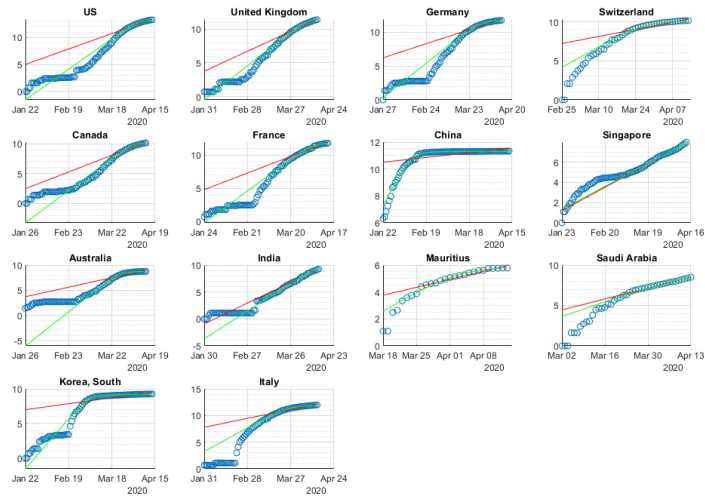 US
10
5
0
Jan 22 Feb 19 Mar 18 Apr 15
2020
United Kingdom
10
5
0
Jan 31 Feb 28 Mar 27 Apr 24
2020
Germany
10
5
0
Jan 27 Feb 24 Mar 23 Apr 20
2020
Switzerland
10
5
0
Feb 25 Mar 10 Mar 24 Apr 07
2020
Canada
10
5
0
Jan 26 Feb 23 Mar 22 Apr 19
2020
France
10
5
0
Jan 24 Feb 21 Mar 20 Apr 17
2020
China
12
10
8
6
Jan 22 Feb 19 Mar 18 Apr 15
2020
Singapore
6
4
2
0
Jan 23 Feb 20 Mar 19 Apr 16
2020
Australia
10
5
0
-5
Jan 26 Feb 23 Mar 22 Apr 19
2020
India
10
5
0
-5
Jan 30 Feb 27 Mar 26 Apr 23
2020
Mauritius
6
4
2
0
Mar 18 Mar 25 Apr 01 Apr 08
2020
Saudi Arabia
10
5
0
Mar 02 Mar 16 Mar 30 Apr 13
2020
Korea, South
10
5
0
Jan 22 Feb 19 Mar 18 Apr 15
2020
Italy
15
10
5
0
Jan 31 Feb 28 Mar 27 Apr 24
2020